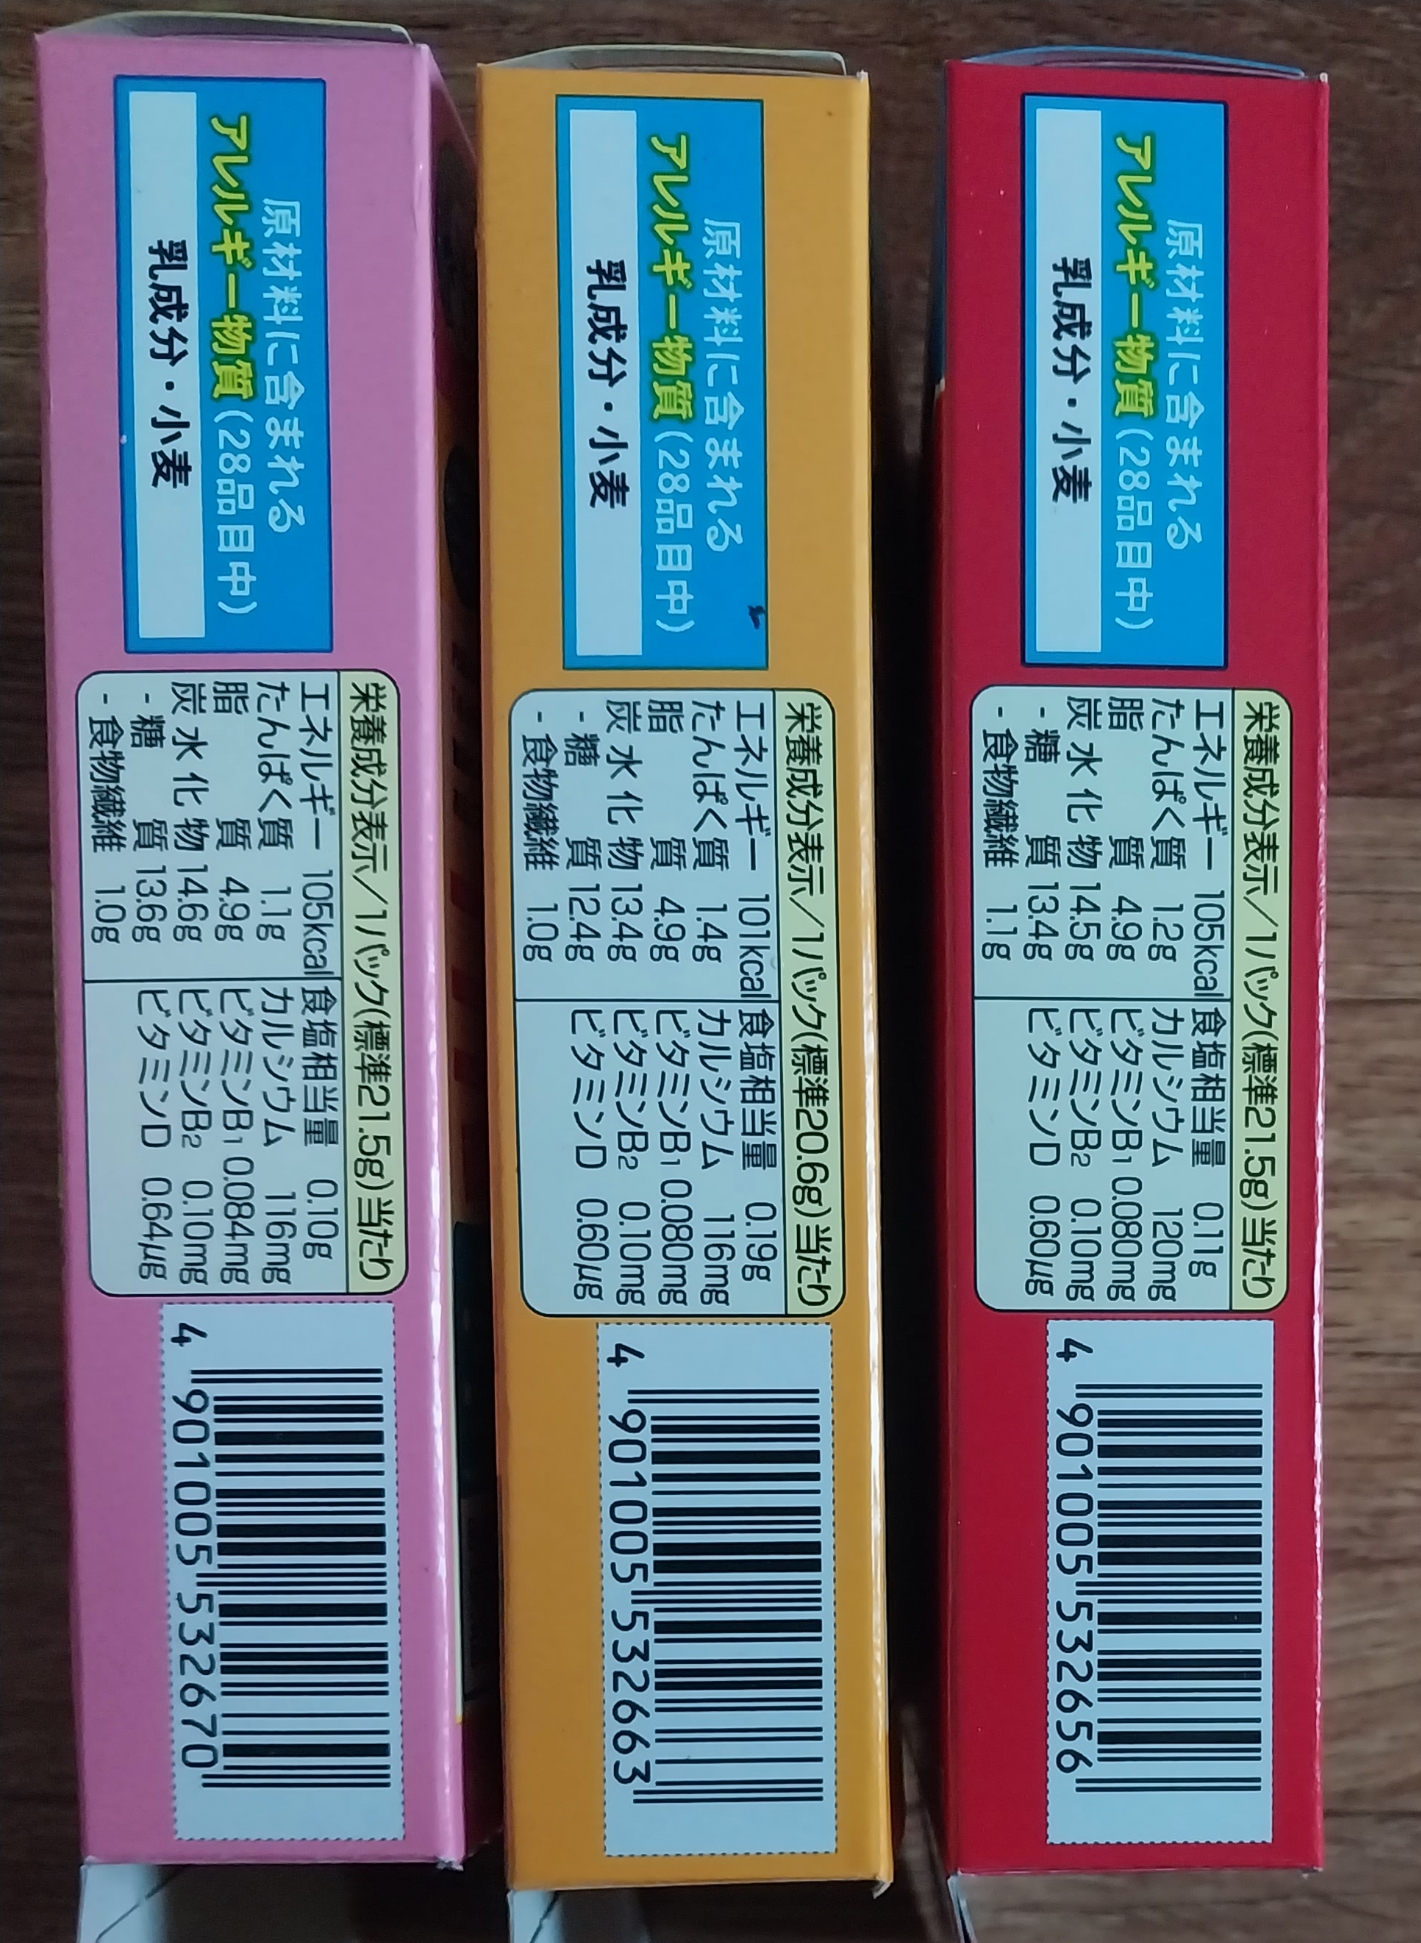 原材料に含まれる
アレルギー物質(28品目中)
乳成分・小麦
栄養成分表示/1パック(標準21.5g)当たり
エネルギー 105kcal
たんぱく質 1.1g
脂質 4.9g
炭水化物 14.6g
- 糖質 13.6g
- 食物繊維 1.0g
食塩相当量 0.10g
カルシウム 116mg
ビタミンB1 0.084mg
ビタミンB2 0.10mg
ビタミンD 0.64μg
4 901005 532670
原材料に含まれる
アレルギー物質(28品目中)
乳成分・小麦
栄養成分表示/1パック(標準20.6g)当たり
エネルギー 101kcal
たんぱく質 1.4g
脂質 4.9g
炭水化物 13.4g
- 糖質 12.4g
- 食物繊維 1.0g
食塩相当量 0.19g
カルシウム 116mg
ビタミンB1 0.080mg
ビタミンB2 0.10mg
ビタミンD 0.60μg
4 901005 532663
原材料に含まれる
アレルギー物質(28品目中)
乳成分・小麦
栄養成分表示/1パック(標準21.5g)当たり
エネルギー 105kcal
たんぱく質 1.2g
脂質 4.9g
炭水化物 14.5g
- 糖質 13.4g
- 食物繊維 1.1g
食塩相当量 0.11g
カルシウム 120mg
ビタミンB1 0.080mg
ビタミンB2 0.10mg
ビタミンD 0.60μg
4 901005 532656